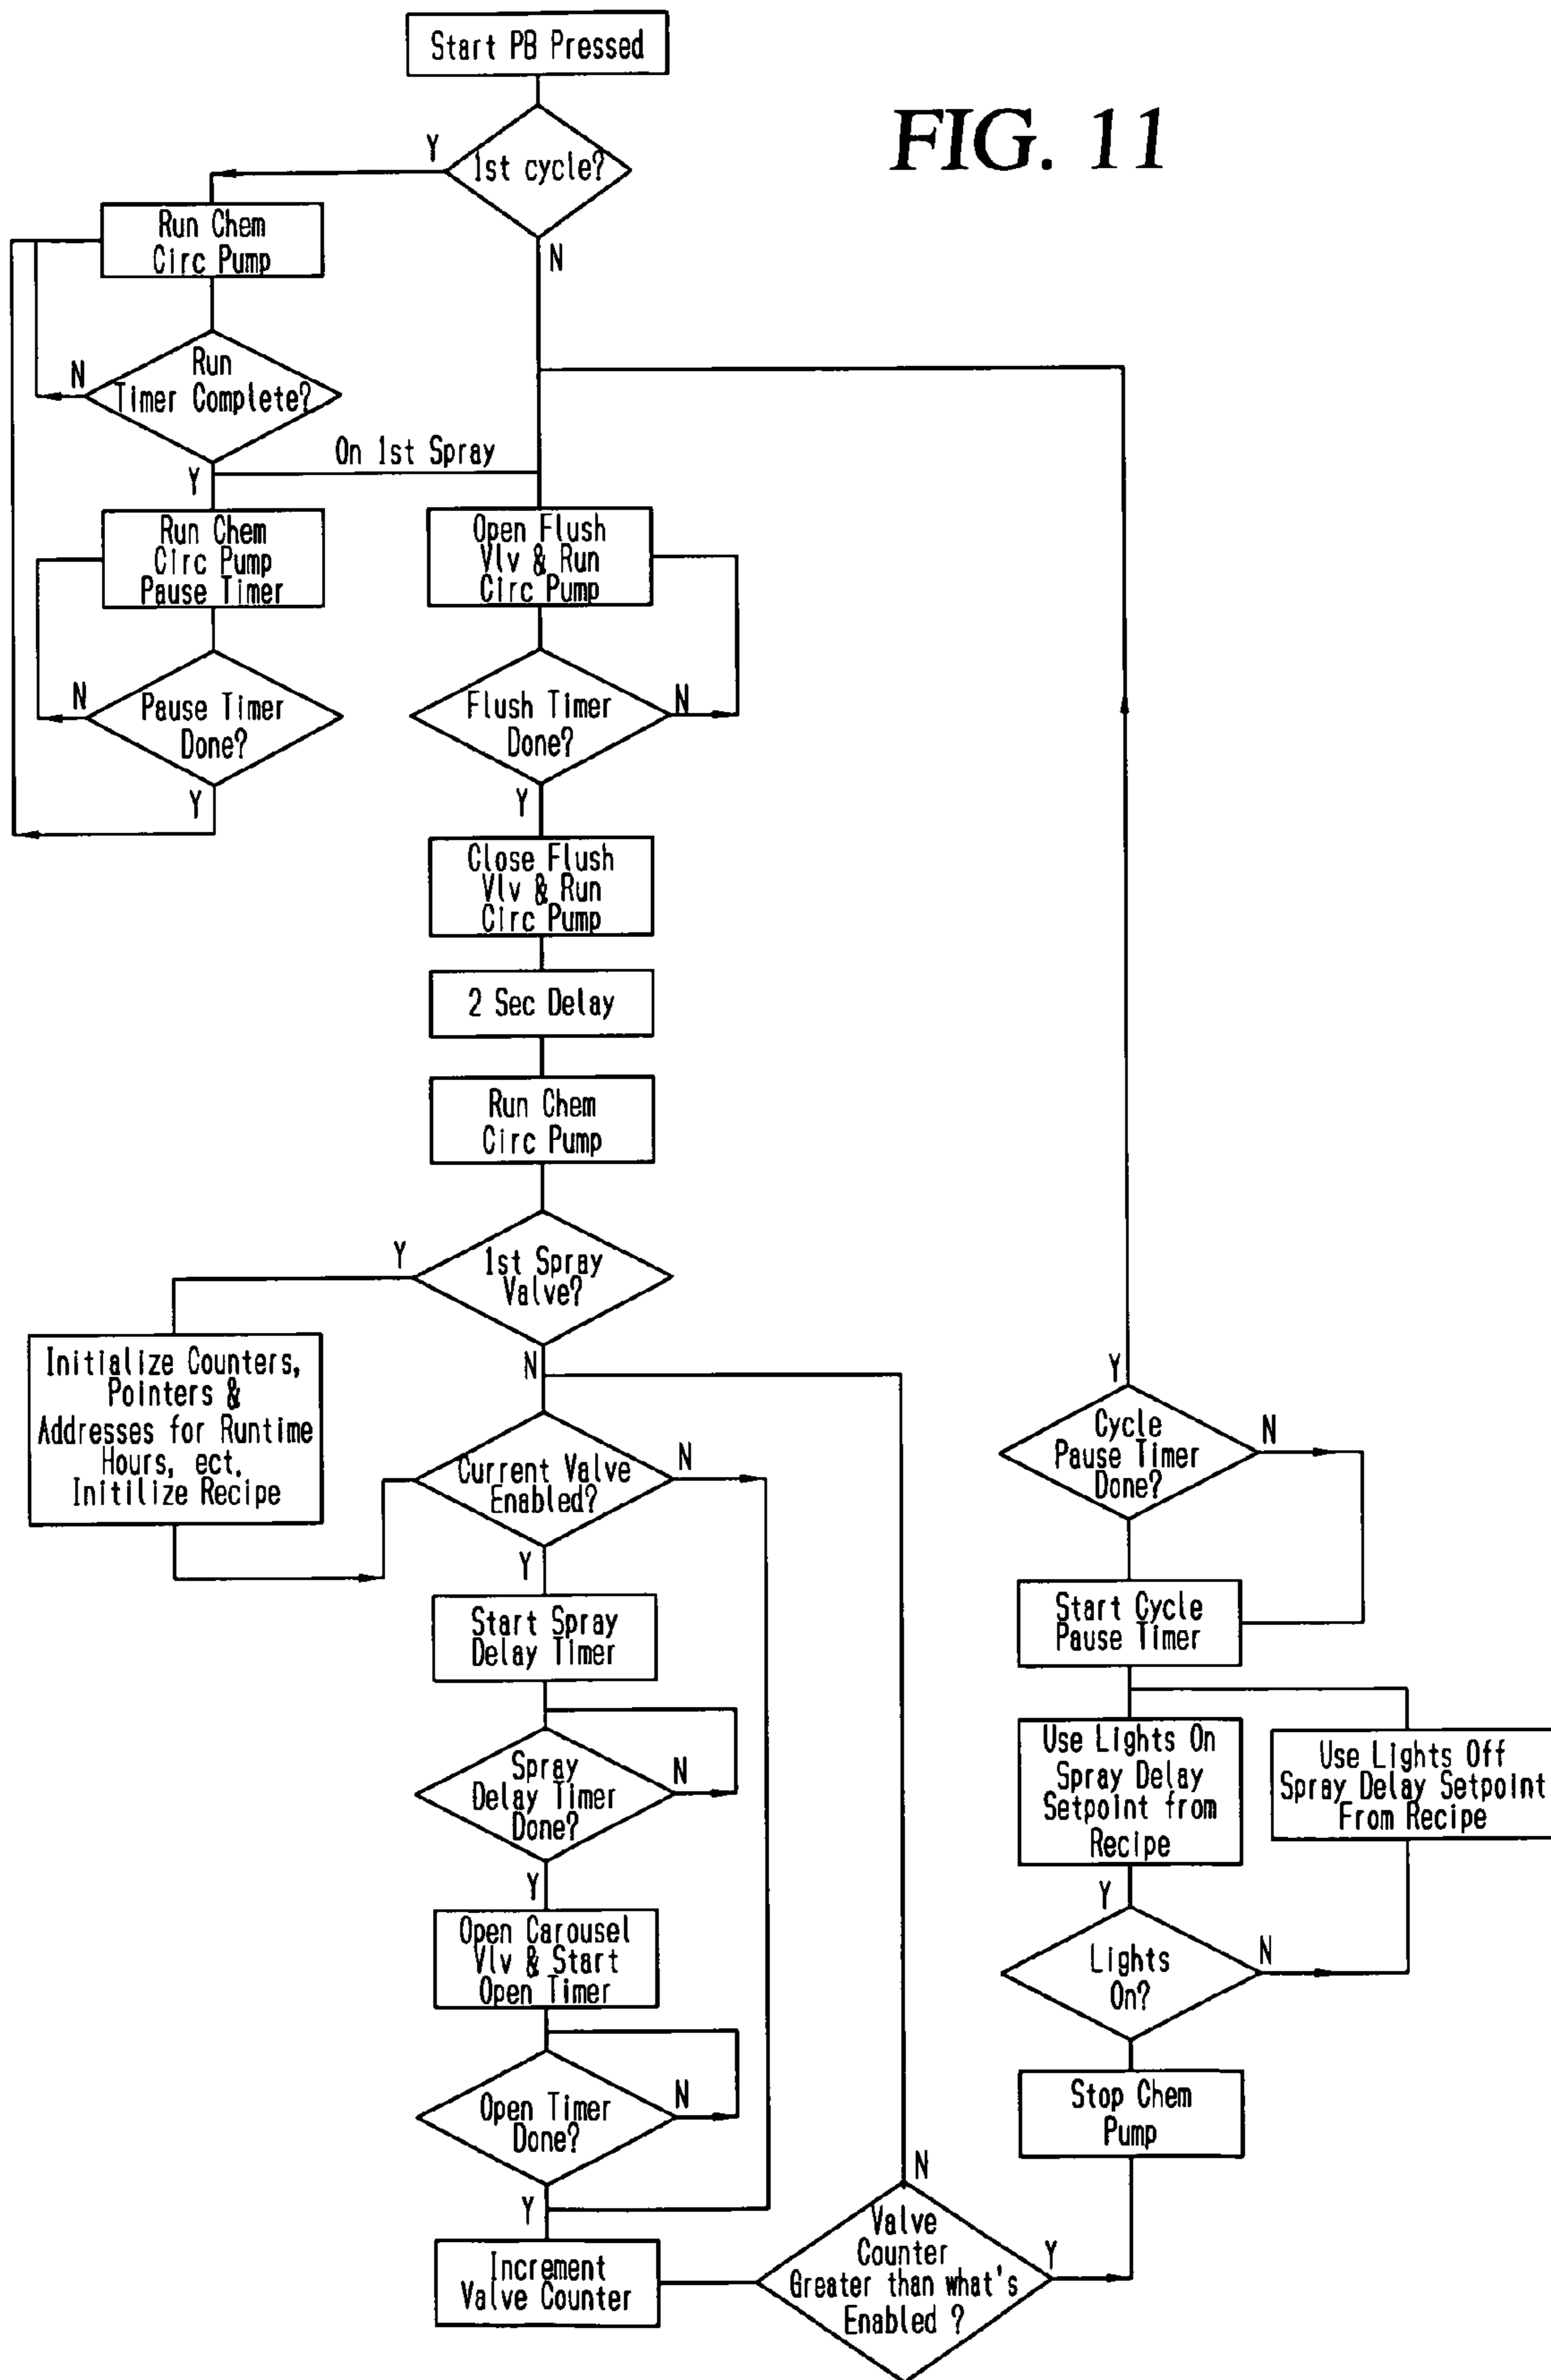 Start PB Pressed
FIG. 11
1st cycle?
Y
N
Run Chem
Circ Pump
Run
Timer Complete?
N
Y
On 1st Spray
Run Chem
Circ Pump
Pause Timer
Pause Timer
Done?
N
Y
Open Flush
Vlv & Run
Circ Pump
Flush Timer
Done?
N
Y
Close Flush
Vlv & Run
Circ Pump
2 Sec Delay
Run Chem
Circ Pump
1st Spray
Valve?
Y
N
Initialize Counters,
Pointers &
Addresses for Runtime
Hours, ect.
Initilize Recipe
Current Valve
Enabled?
N
Y
Start Spray
Delay Timer
Spray
Delay Timer
Done?
N
Y
Open Carousel
Vlv & Start
Open Timer
Open Timer
Done?
N
Y
Increment
Valve Counter
Valve
Counter
Greater than what's
Enabled ?
N
Y
Stop Chem
Pump
Lights
On?
Y
N
Use Lights On
Spray Delay
Setpoint from
Recipe
Use Lights Off
Spray Delay Setpoint
From Recipe
Start Cycle
Pause Timer
Cycle
Pause Timer
Done?
N
Y